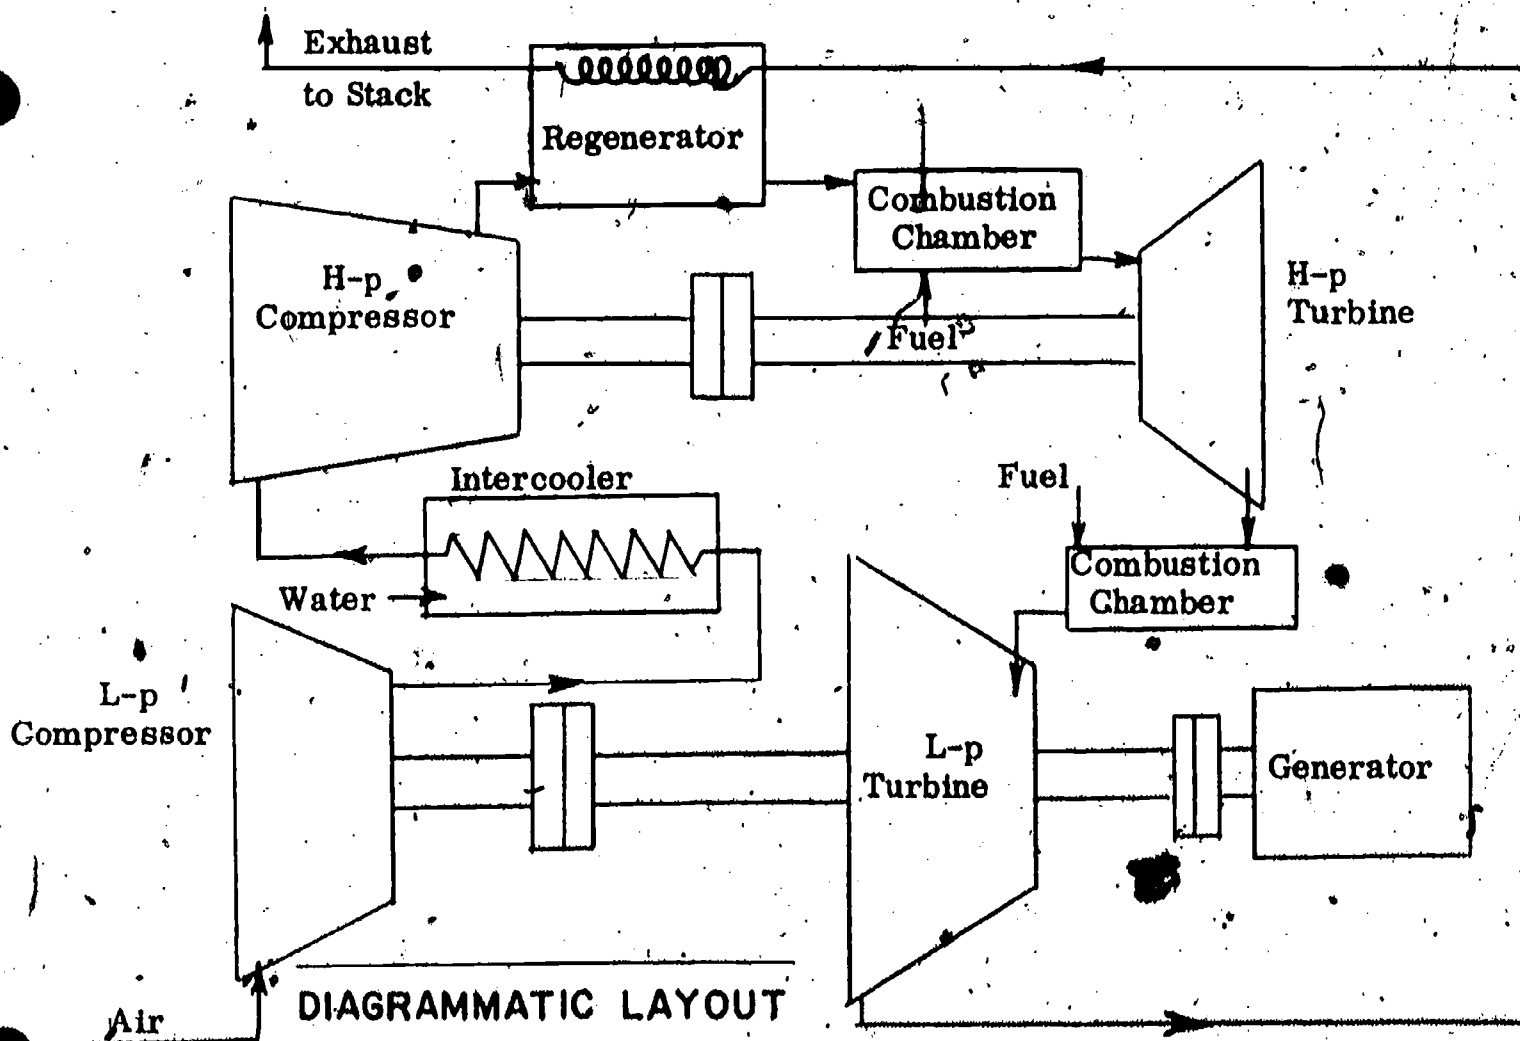 Exhaust
to Stack
Regenerator
Combustion
Chamber
H-p
Compressor
H-p
Turbine
Fuel
Intercooler
Fuel
Combustion
Chamber
Water
L-p
Compressor
L-p
Turbine
Generator
DIAGRAMMATIC LAYOUT
Air